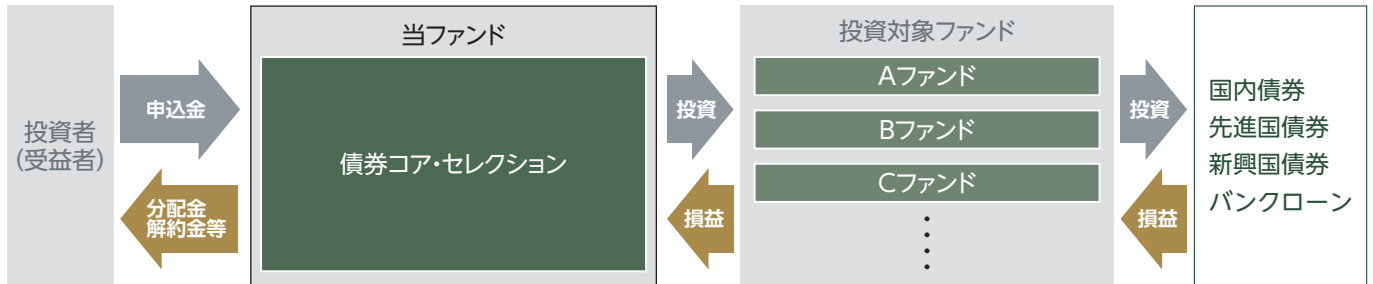 投資者
(受益者)
申込金
分配金
解約金等
当ファンド
債券コア・セレクション
投資
損益
投資対象ファンド
Aファンド
Bファンド
Cファンド
投資
損益
国内債券
先進国債券
新興国債券
バンクローン